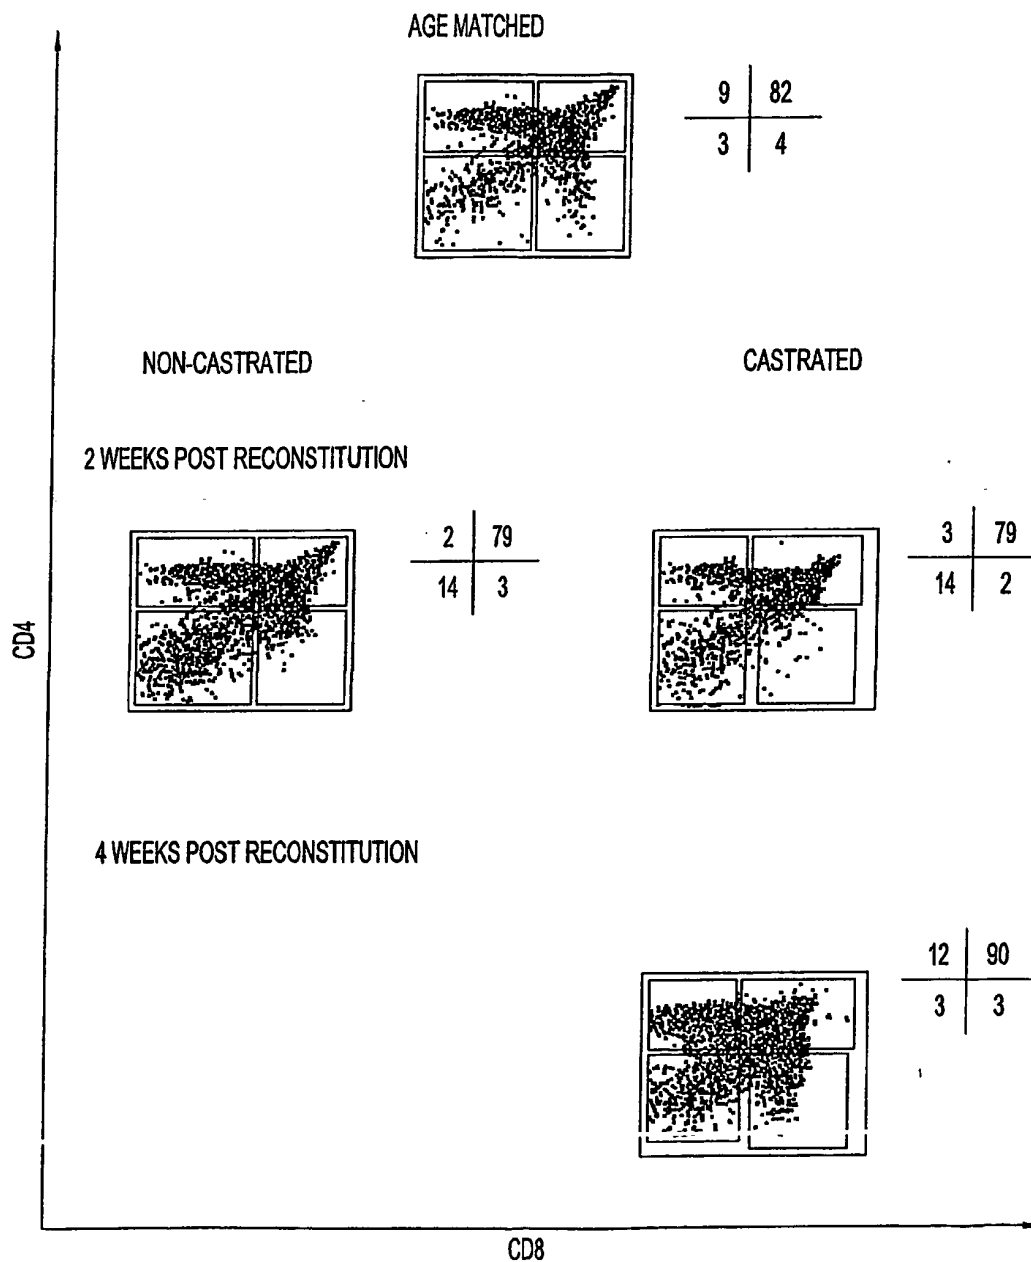 AGE MATCHED
9 82
3 4
NON-CASTRATED CASTRATED
2 WEEKS POST RECONSTITUTION
2 79
14 3
3 79
14 2
CD4
4 WEEKS POST RECONSTITUTION
12 90
3 3
CD8